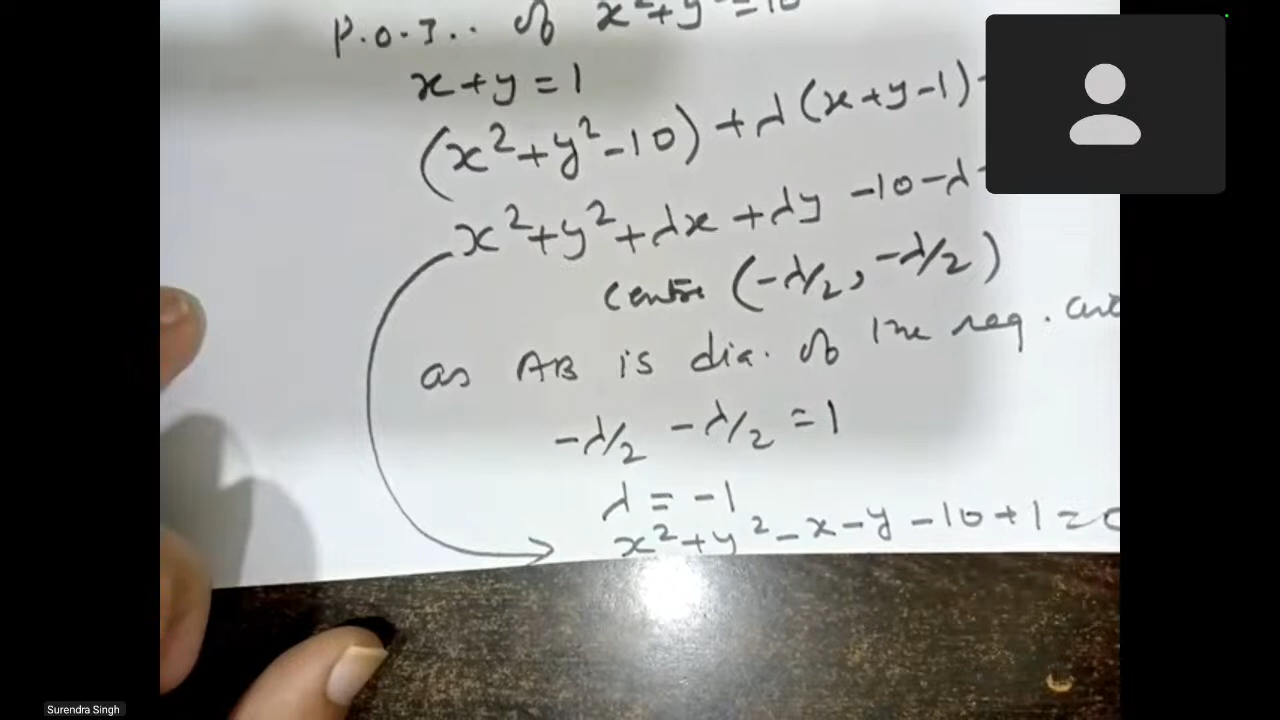 P.O.I.. of x²+y²=10
x+y=1
(x²+y²-10)+λ(x+y-1)
x²+y²+λx+λy-10-λ
centre (-λ/2, -λ/2)
as AB is dia. of the req.
-λ/2 -λ/2 = 1
λ = -1
x²+y²-x-y-10+1=0
Surendra Singh